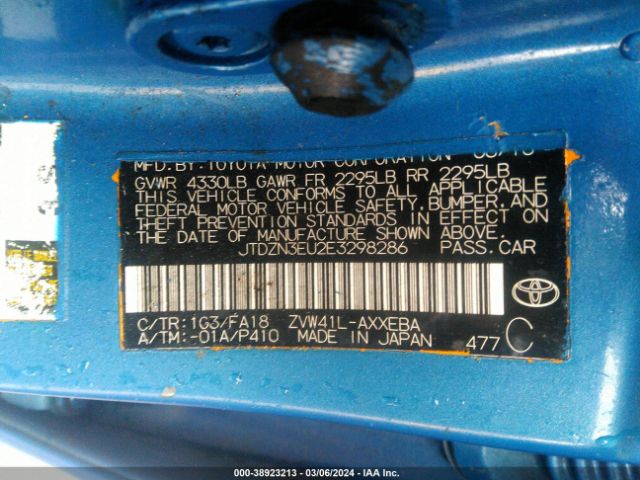 MFD. BY: TOYOTA MOTOR CORPORATION
GVWR 4330LB GAWR FR 2295LB RR 2295LB
THIS VEHICLE CONFORMS TO ALL APPLICABLE
FEDERAL MOTOR VEHICLE SAFETY, BUMPER, AND
THEFT PREVENTION STANDARDS IN EFFECT ON
THE DATE OF MANUFACTURE SHOWN ABOVE.
JTDZN3EU2E3298286 PASS. CAR
C/TR: 1G3/FA18 ZVW41L-AXXEBA
A/TM: -01A/P410 MADE IN JAPAN 477 C
000-38923213 - 03/06/2024 - IAA Inc.